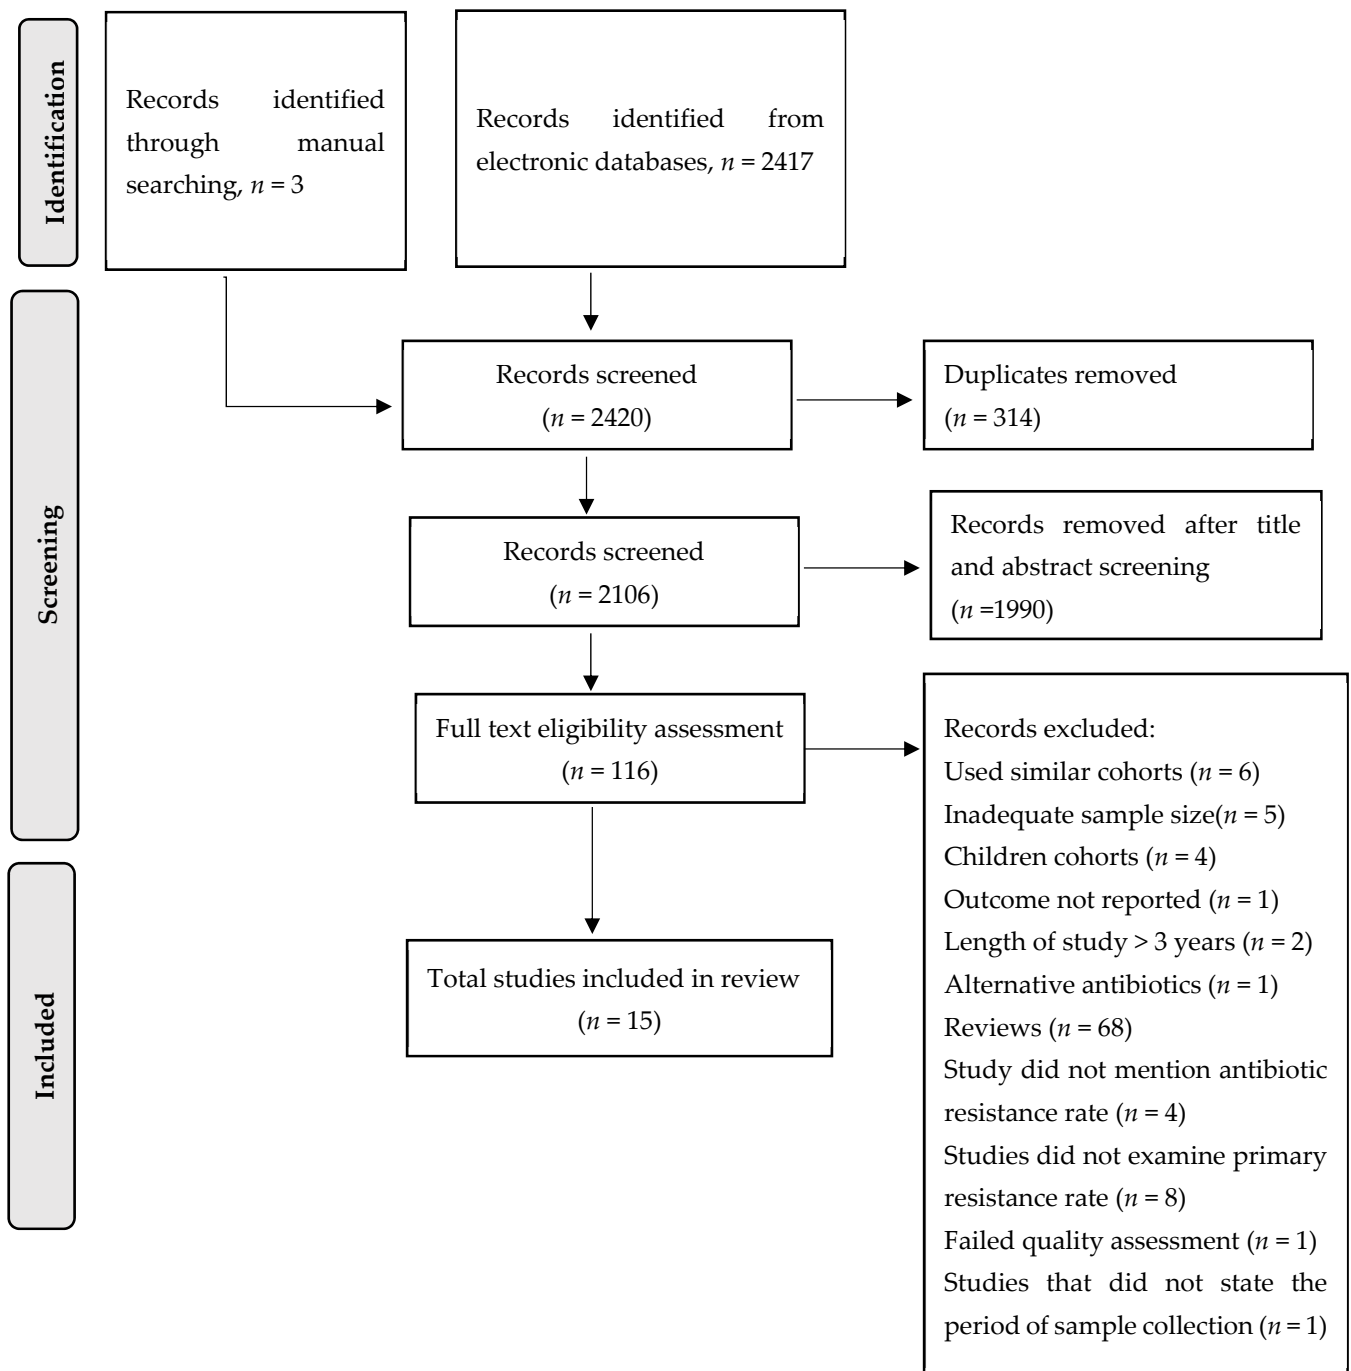 Identification
Records identified
through manual
searching, n = 3
Records identified from
electronic databases, n = 2417
Screening
Records screened
(n = 2420)
Duplicates removed
(n = 314)
Records screened
(n = 2106)
Records removed after title
and abstract screening
(n =1990)
Full text eligibility assessment
(n = 116)
Records excluded:
Used similar cohorts (n = 6)
Inadequate sample size(n = 5)
Children cohorts (n = 4)
Outcome not reported (n = 1)
Length of study > 3 years (n = 2)
Alternative antibiotics (n = 1)
Reviews (n = 68)
Study did not mention antibiotic
resistance rate (n = 4)
Studies did not examine primary
resistance rate (n = 8)
Failed quality assessment (n = 1)
Studies that did not state the
period of sample collection (n = 1)
Included
Total studies included in review
(n = 15)